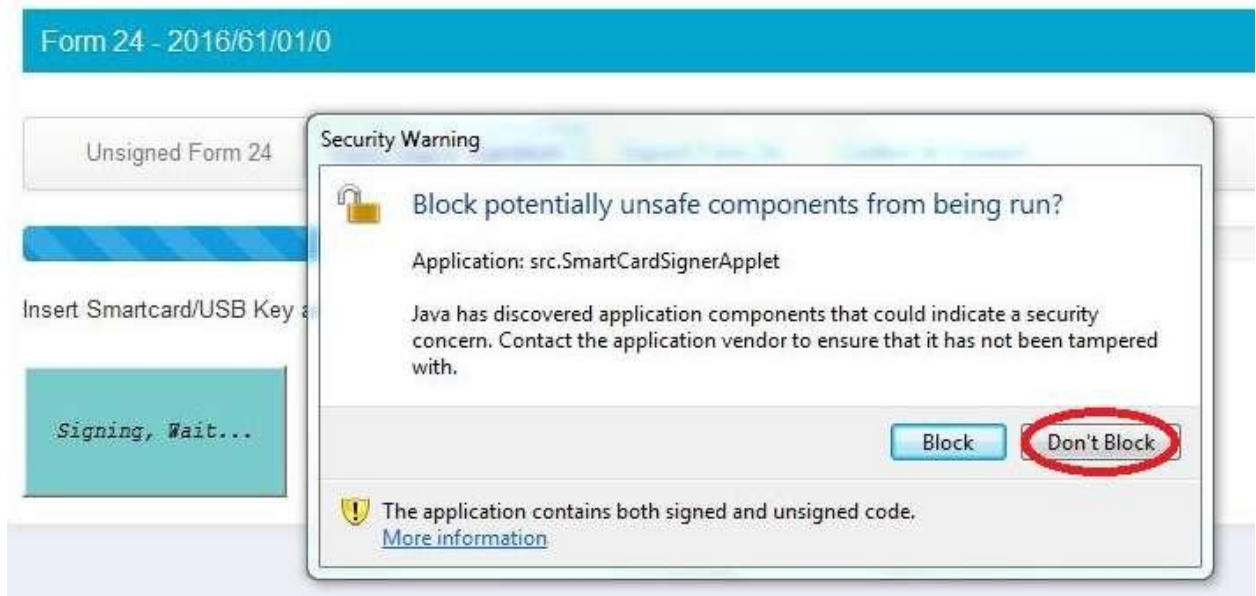 Form 24 - 2016/61/01/0
Unsigned Form 24
Security Warning
Block potentially unsafe components from being run?
Application: src.SmartCardSignerApplet
Insert Smartcard/USB Key
Java has discovered application components that could indicate a security
concern. Contact the application vendor to ensure that it has not been tampered
with.
Signing, Wait...
Block
Don't Block
The application contains both signed and unsigned code.
More information